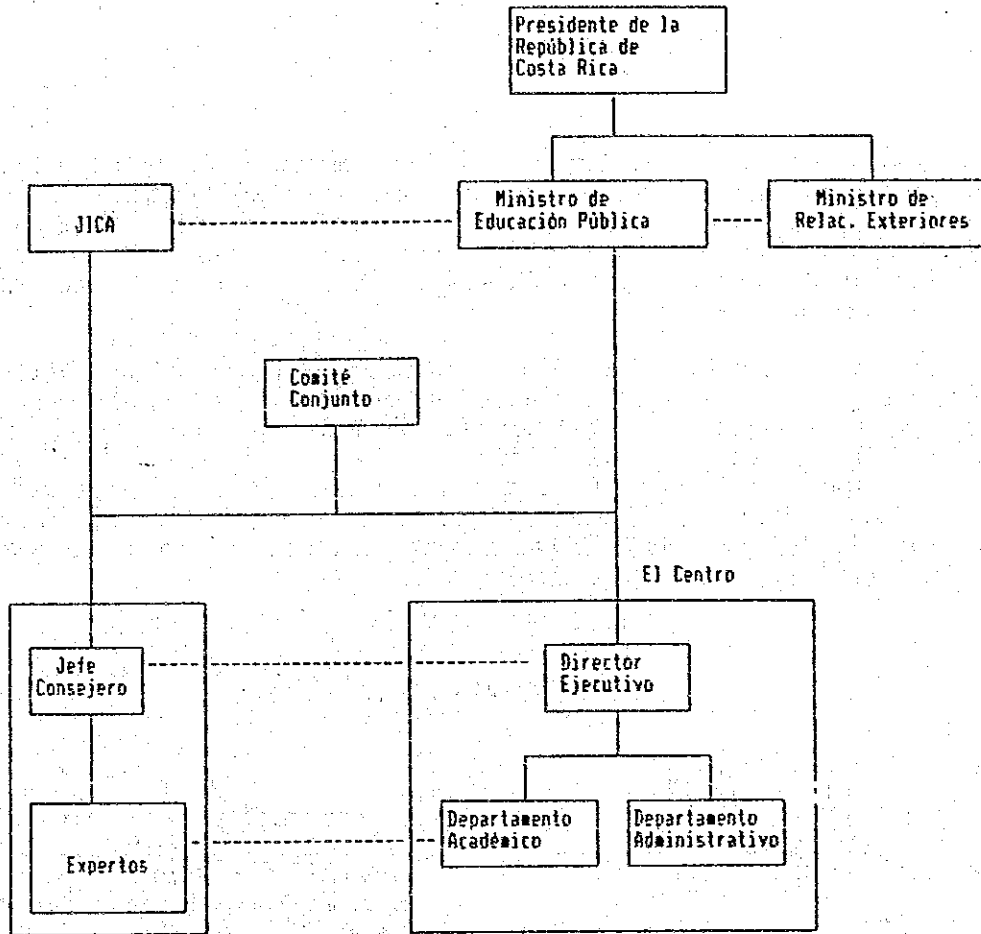 Presidente de la
República de
Costa Rica
JICA
Ministro de
Educación Pública
Ministro de
Relac. Exteriores
Comité
Conjunto
El Centro
Jefe
Consejero
Director
Ejecutivo
Expertos
Departamento
Académico
Departamento
Administrativo